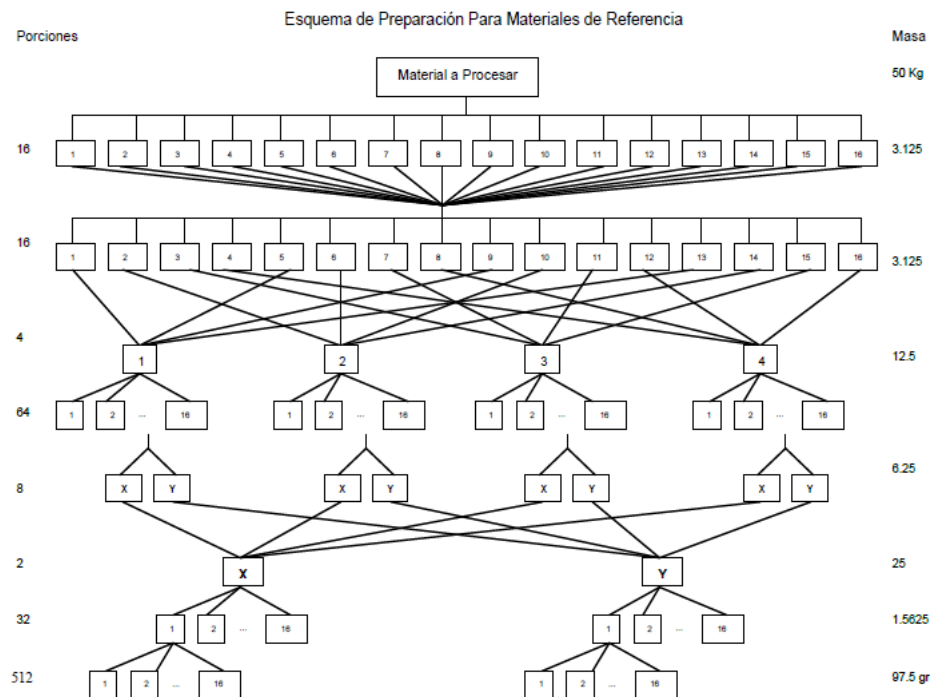 Esquema de Preparación Para Materiales de Referencia
Porciones Masa
Material a Procesar 50 Kg
16 1 2 3 4 5 6 7 8 9 10 11 12 13 14 15 16 3.125
16 1 2 3 4 5 6 7 8 9 10 11 12 13 14 15 16 3.125
4 1 2 3 4 12.5
64 1 2 ... 16 1 2 ... 16 1 2 ... 16 1 2 ... 16
8 X Y X Y X Y X Y 6.25
2 X Y 25
32 1 2 ... 16 1 2 ... 16 1.5625
512 1 2 ... 16 1 2 ... 16 97.5 gr